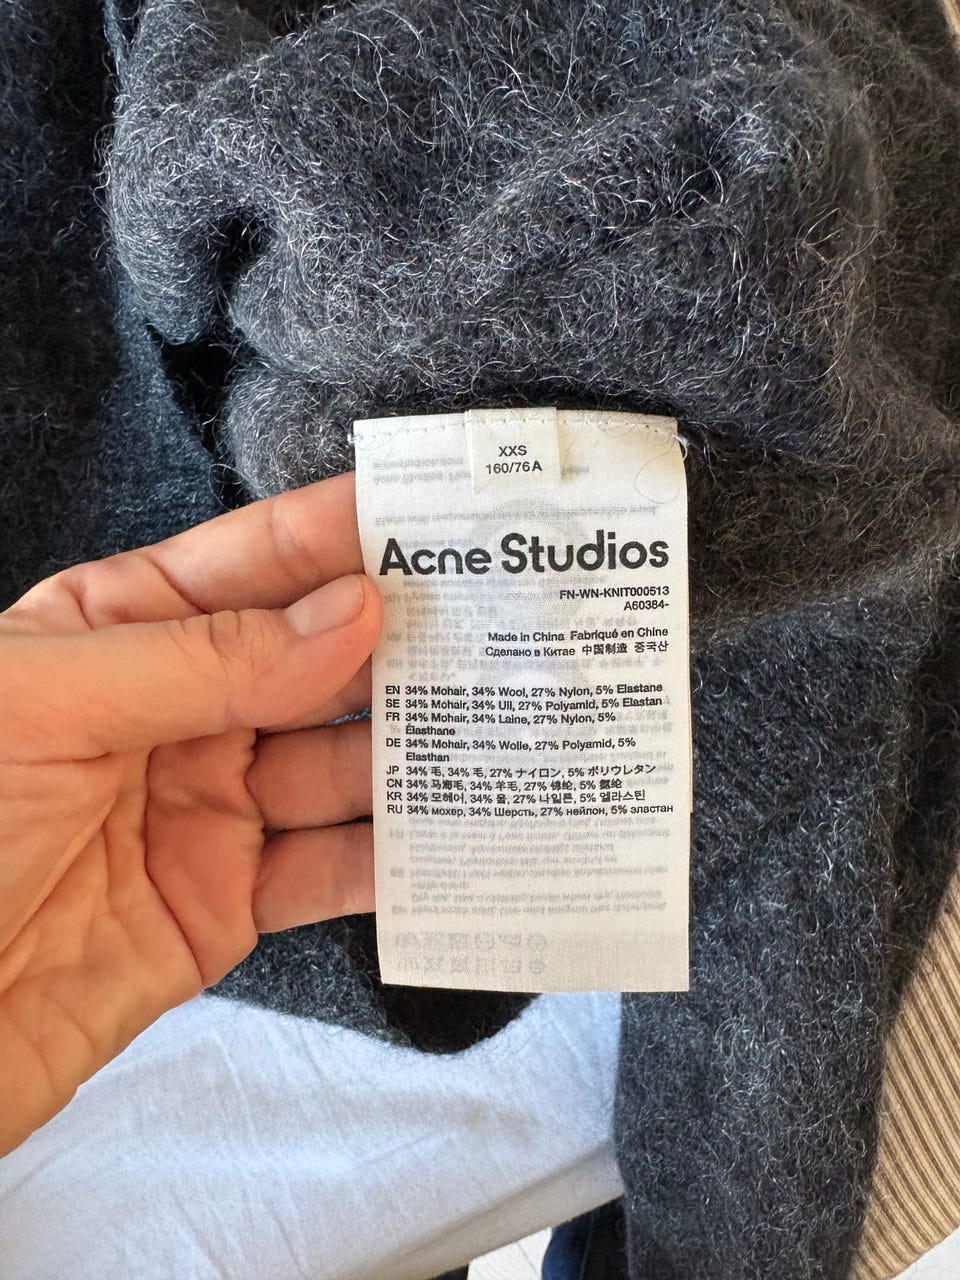 XXS
160/76A
Acne Studios
FN-WN-KNIT000513
A60384-
Made in China Fabriqué en Chine
Сделано в Китае 中国制造 중국산
EN 34% Mohair, 34% Wool, 27% Nylon, 5% Elastane
SE 34% Mohair, 34% Ull, 27% Polyamid, 5% Elastan
FR 34% Mohair, 34% Laine, 27% Nylon, 5%
Élasthane
DE 34% Mohair, 34% Wolle, 27% Polyamid, 5%
Elasthan
JP 34% 毛, 34% 毛, 27% ナイロン, 5% ポリウレタン
CN 34% 马海毛, 34% 羊毛, 27% 锦纶, 5% 氨纶
KR 34% 모헤어, 34% 울, 27% 나일론, 5% 엘라스틴
RU 34% мохер, 34% Шерсть, 27% нейлон, 5% эластан